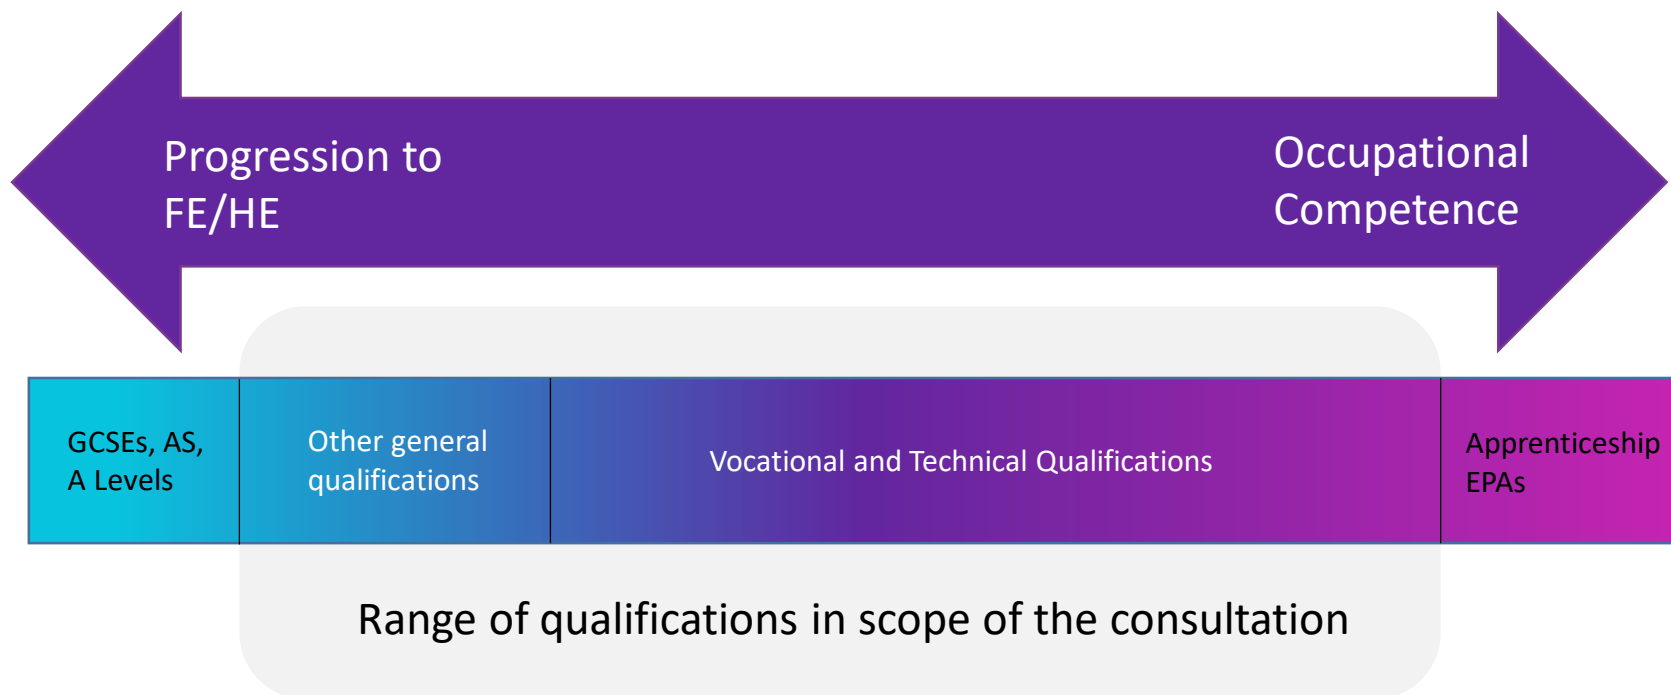 Progression to
FE/HE
Occupational
Competence
GCSEs, AS,
A Levels
Other general
qualifications
Vocational and Technical Qualifications
Apprenticeship
EPAs
Range of qualifications in scope of the consultation